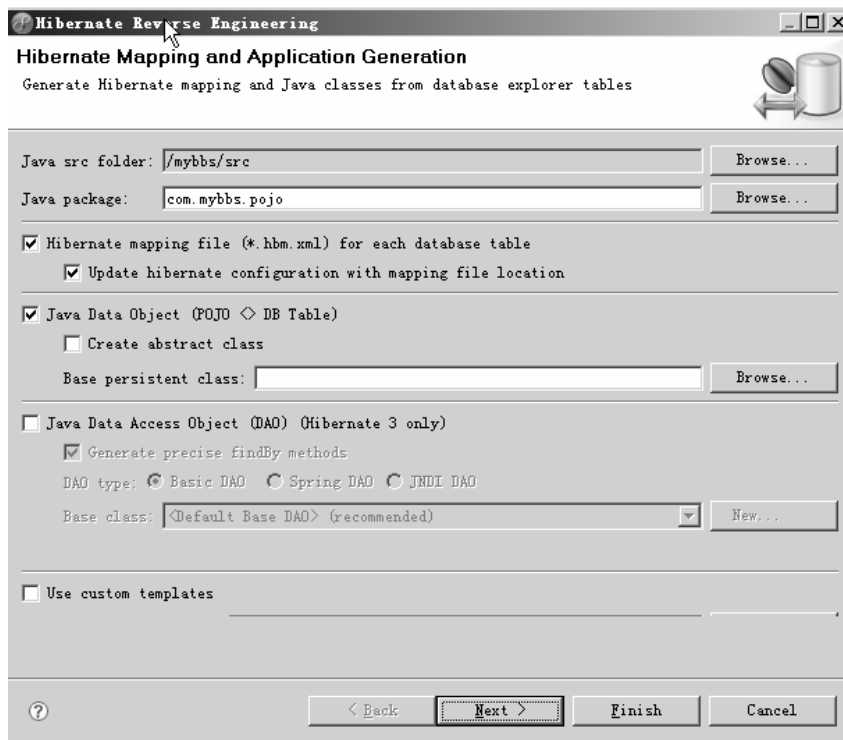 Hibernate Reverse Engineering
Hibernate Mapping and Application Generation
Generate Hibernate mapping and Java classes from database explorer tables
Java src folder: /mybbs/src Browse...
Java package: com.mybbs.pojo Browse...
Hibernate mapping file (*.hbm.xml) for each database table
Update hibernate configuration with mapping file location
Java Data Object (POJO <> DB Table)
Create abstract class
Base persistent class: Browse...
Java Data Access Object (DAO) (Hibernate 3 only)
Generate precise findBy methods
DAO type: Basic DAO Spring DAO JNDI DAO
Base class: <Default Base DAO> (recommended) New...
Use custom templates
? < Back Next > Finish Cancel